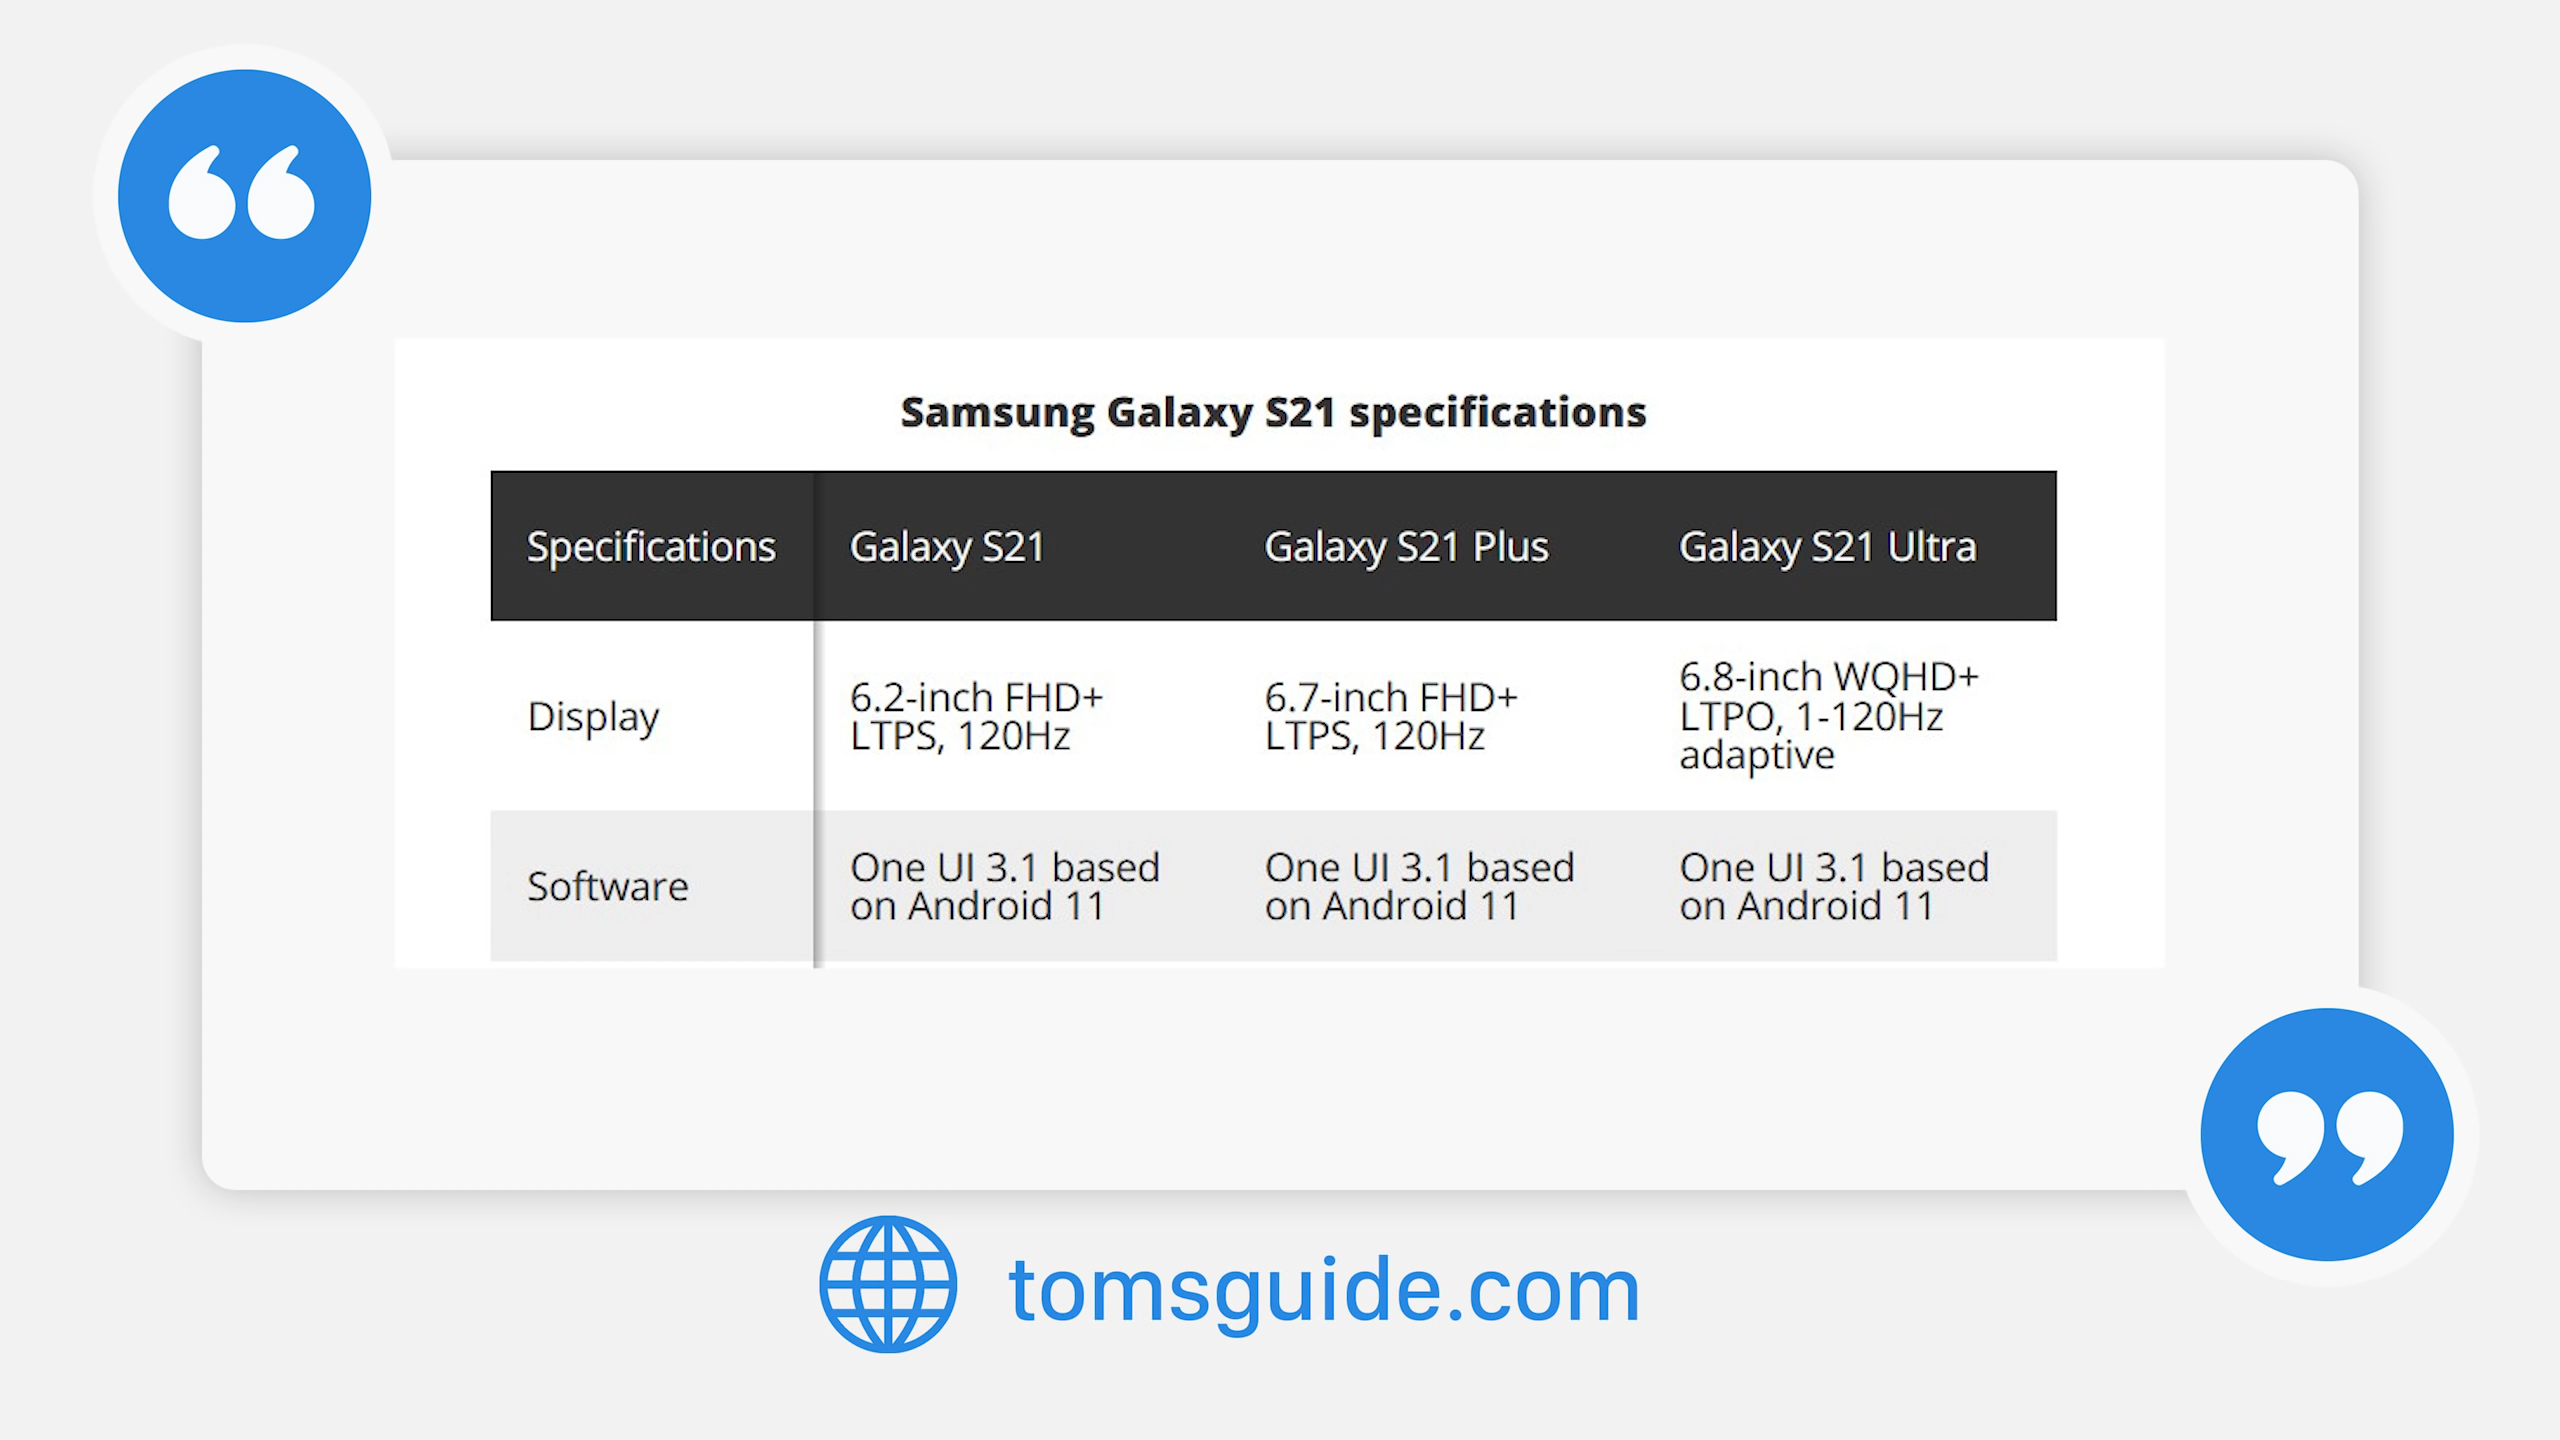 Samsung Galaxy S21 specifications
Specifications Galaxy S21 Galaxy S21 Plus Galaxy S21 Ultra
Display
6.2-inch FHD+
LTPS, 120Hz
6.7-inch FHD+
LTPS, 120Hz
6.8-inch WQHD+
LTPO, 1-120Hz
adaptive
Software
One UI 3.1 based
on Android 11
One UI 3.1 based
on Android 11
One UI 3.1 based
on Android 11
tomsguide.com